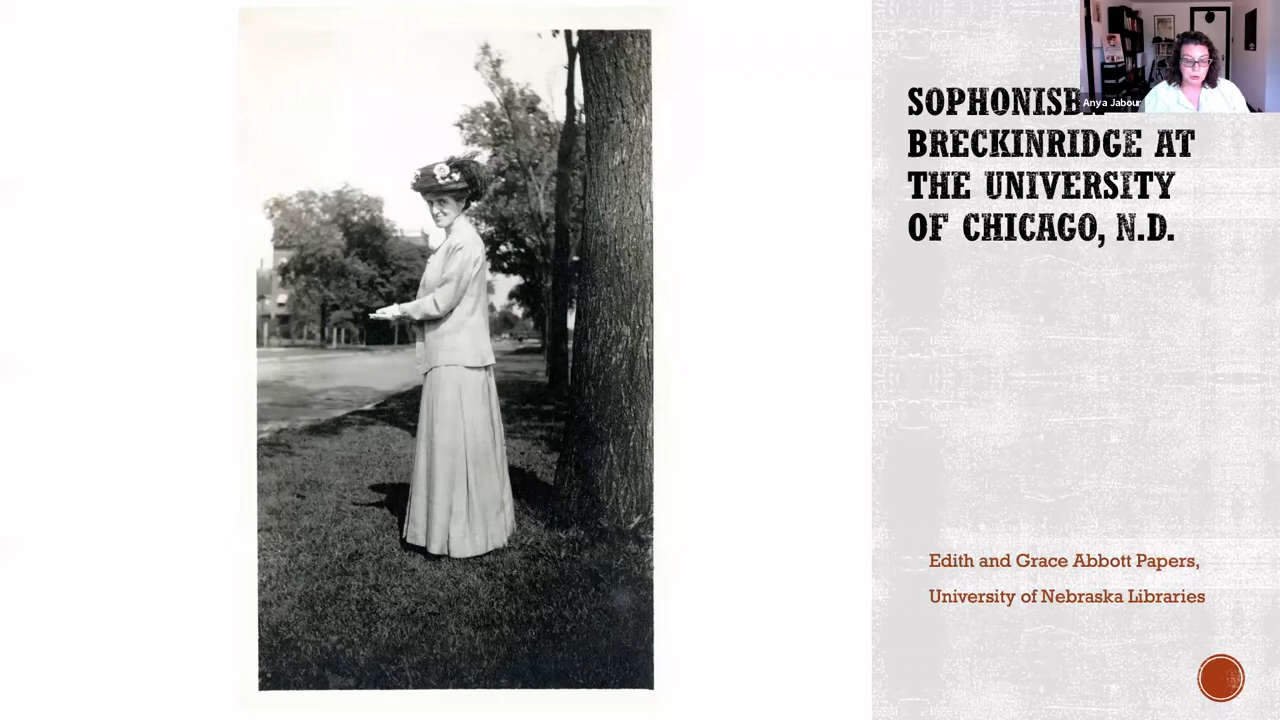 Anya Jabour
BRECKINRIDGE AT
THE UNIVERSITY
OF CHICAGO, N.D.
Edith and Grace Abbott Papers,
University of Nebraska Libraries